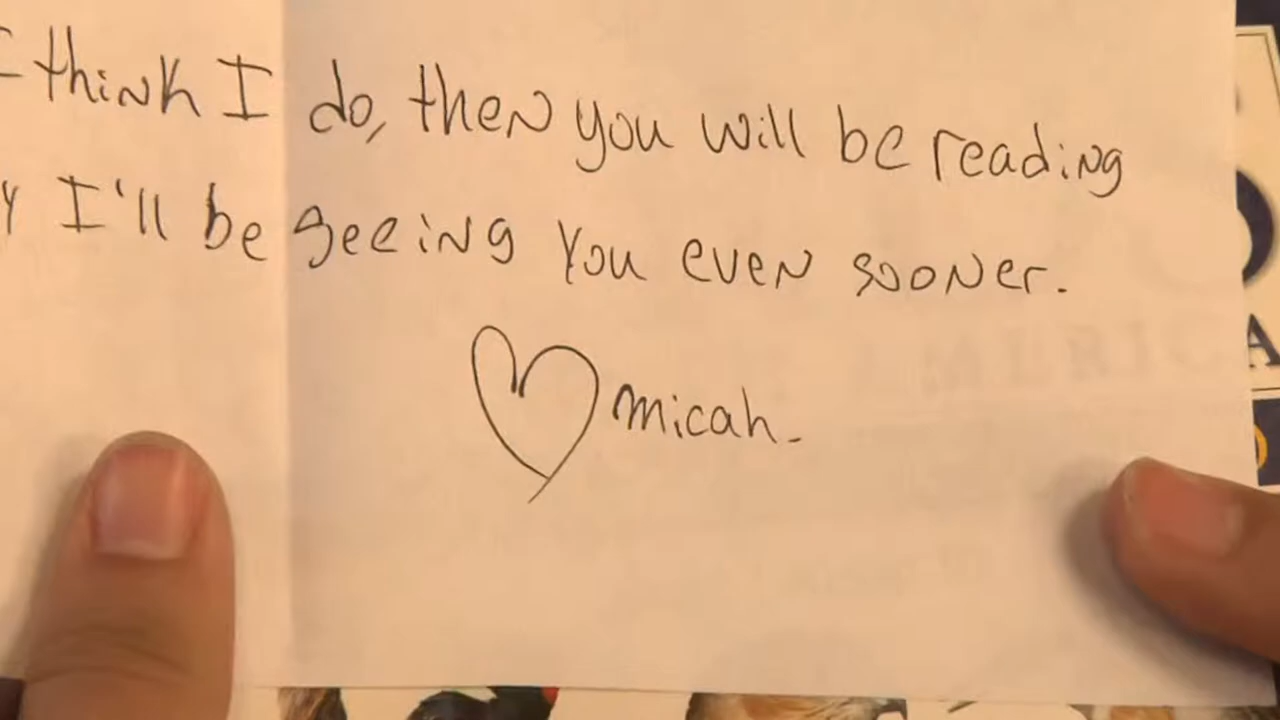 think I do, then you will be reading
I'll be seeing you even sooner.
micah.
A